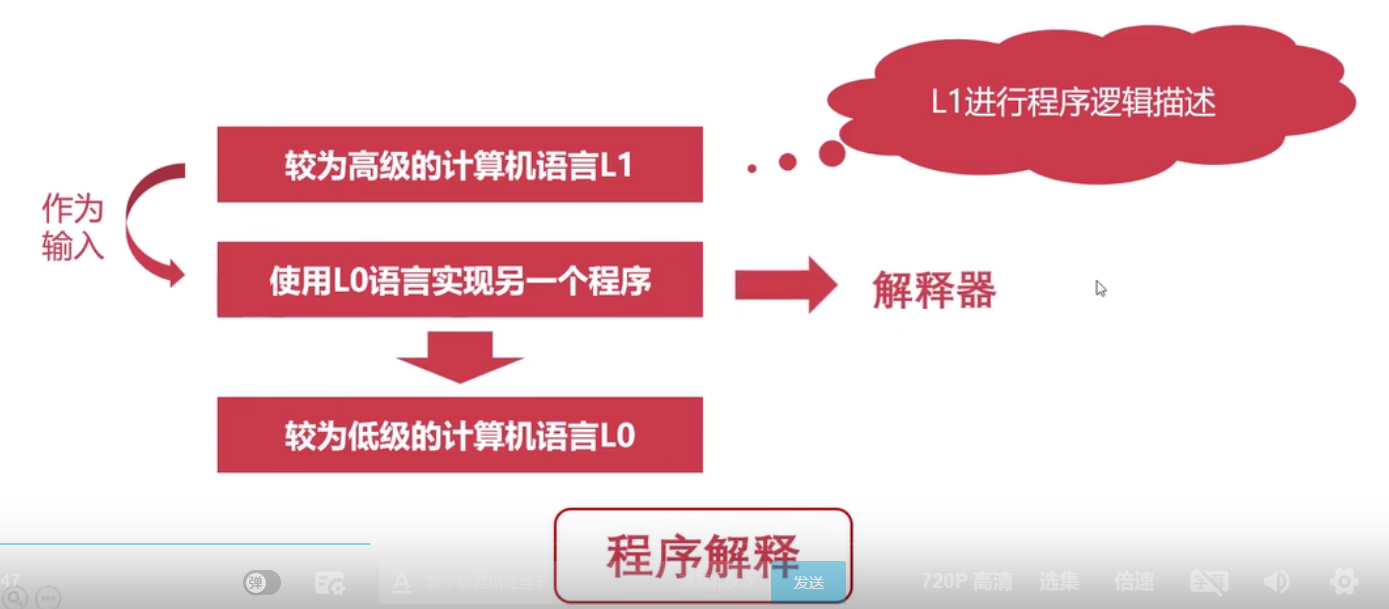 L1进行程序逻辑描述
较为高级的计算机语言L1
作为
输入
使用L0语言实现另一个程序
解释器
较为低级的计算机语言L0
程序解释
47
弹
发送
720P 高清
选集
倍速
字幕